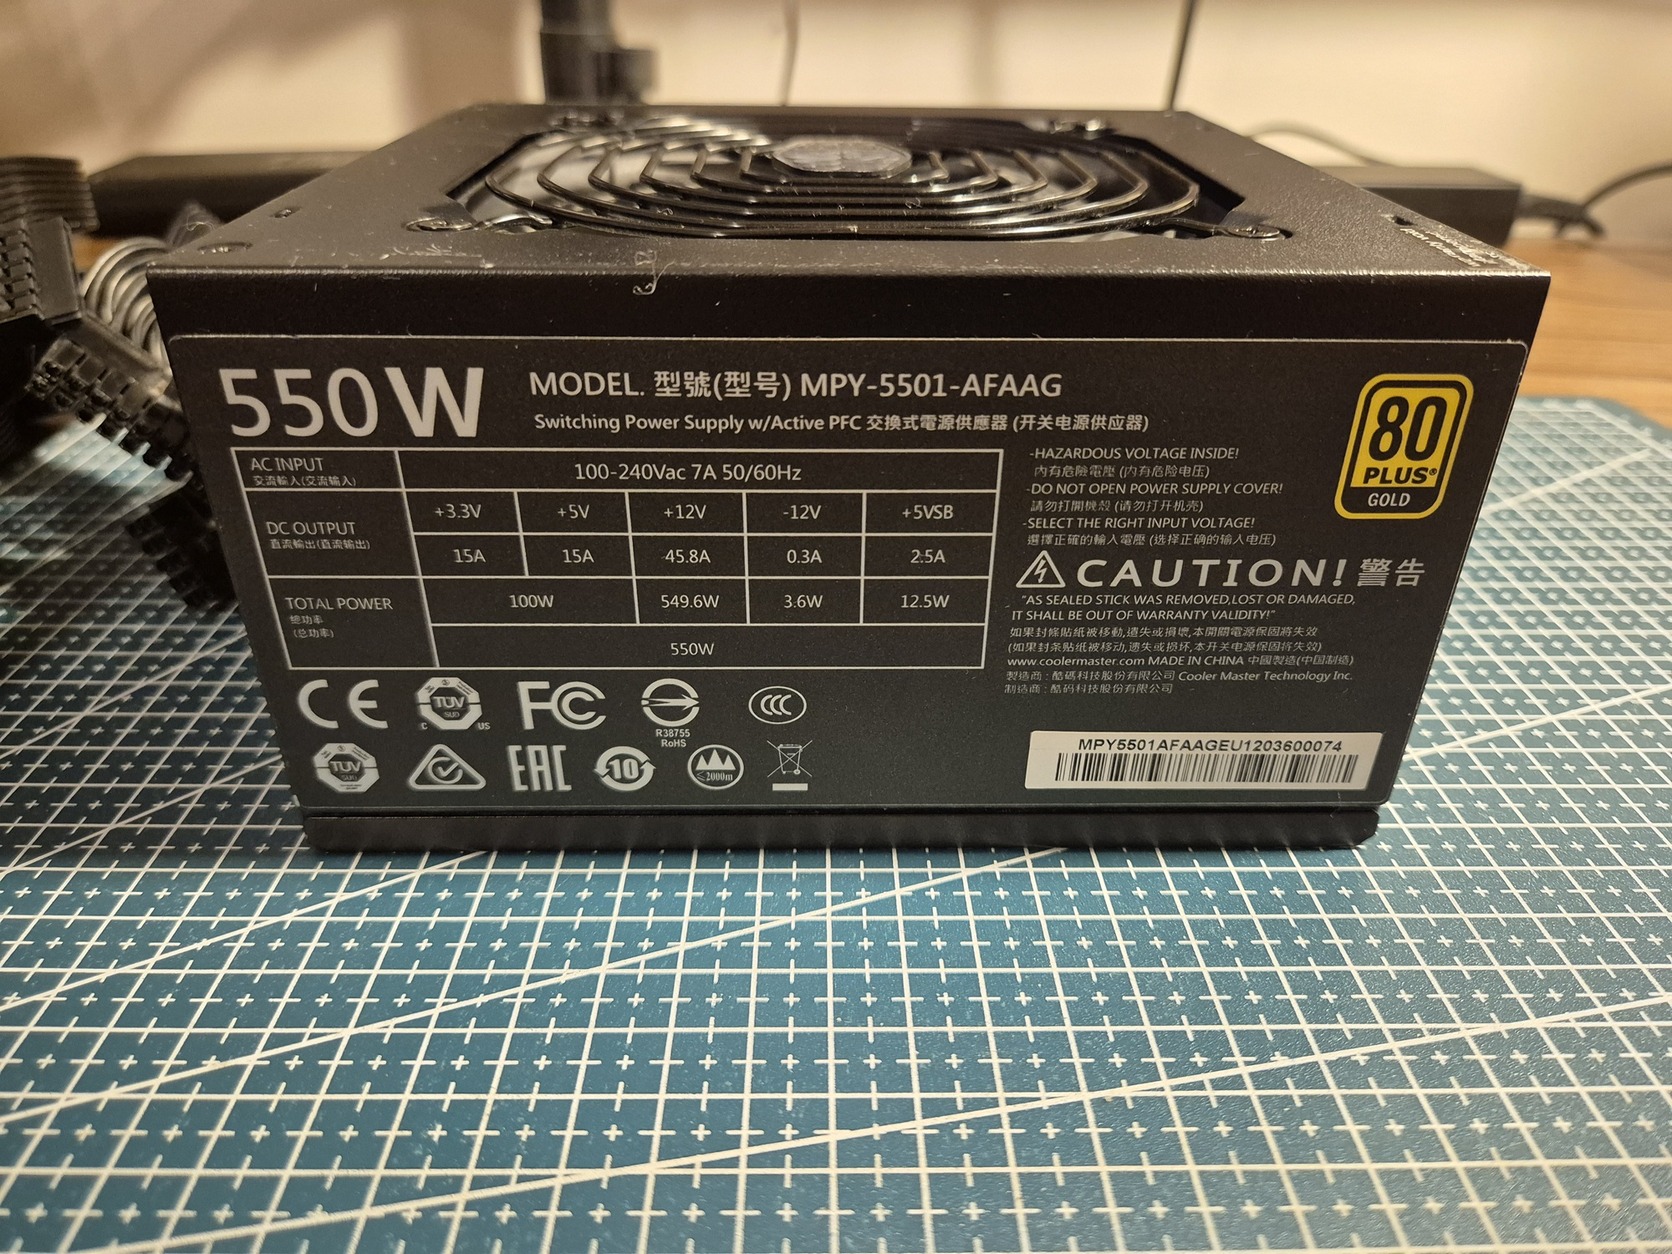 550W
MODEL. 型號(型号) MPY-5501-AFAAG
Switching Power Supply w/Active PFC 交換式電源供應器 (开关电源供应器)
AC INPUT
交流輸入(交流输入)
100-240Vac 7A 50/60Hz
DC OUTPUT
直流輸出(直流输出)
+3.3V +5V +12V -12V +5VSB
15A 15A 45.8A 0.3A 2.5A
TOTAL POWER
總功率
(总功率)
100W 549.6W 3.6W 12.5W
550W
-HAZARDOUS VOLTAGE INSIDE!
內有危險電壓 (内有危险电压)
-DO NOT OPEN POWER SUPPLY COVER!
請勿打開機殼 (请勿打开机壳)
-SELECT THE RIGHT INPUT VOLTAGE!
選擇正確的輸入電壓 (选择正确的输入电压)
CAUTION! 警告
"AS SEALED STICK WAS REMOVED,LOST OR DAMAGED,
IT SHALL BE OUT OF WARRANTY VALIDITY!"
如果封條貼紙被移動,遺失或損壞,本開關電源保固將失效
(如果封条贴纸被移动,遗失或损坏,本开关电源保固将失效)
www.coolermaster.com MADE IN CHINA 中國製造(中国制造)
製造商 : 酷碼科技股份有限公司 Cooler Master Technology Inc.
制造商 : 酷码科技股份有限公司
80
PLUS®
GOLD
CE
TÜV
SÜD
C US
FC
R38755
RoHS
CCC
TÜV
SÜD
EAC
10
≤2000m
MPY5501AFAAGEU1203600074